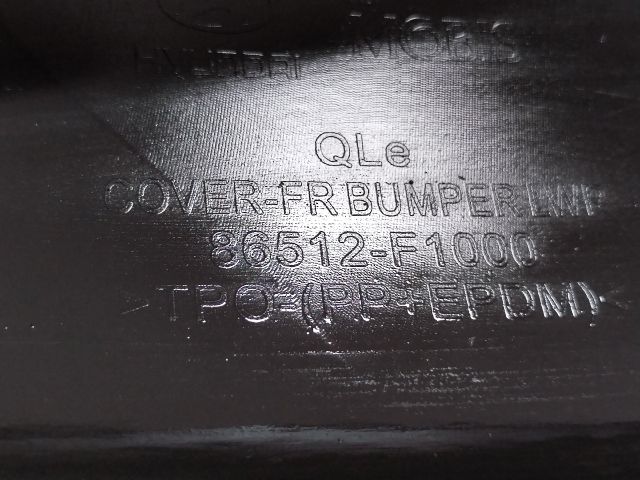 HYUNDAI MOBIS
QLe
COVER-FR BUMPER LWR
86512-F1000
>TPO-(PP+EPDM)<